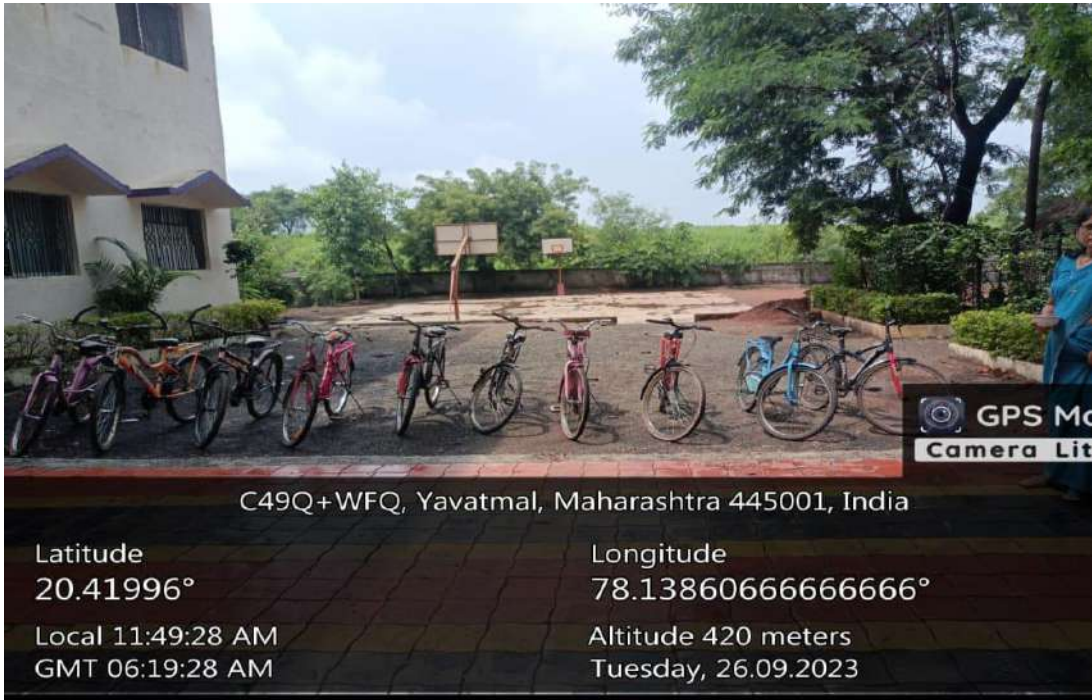 GPS Ma
Camera Lit
C49Q+WFQ, Yavatmal, Maharashtra 445001, India
Latitude
20.41996°
Longitude
78.13860666666666°
Local 11:49:28 AM
GMT 06:19:28 AM
Altitude 420 meters
Tuesday, 26.09.2023